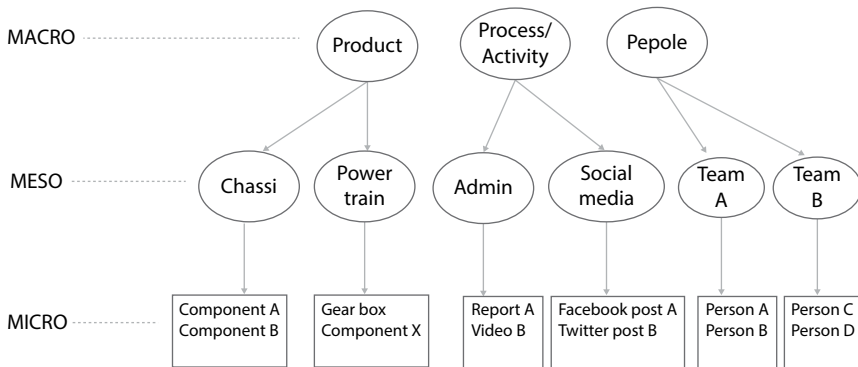 MACRO
Product
Process/
Activity
Pepole
MESO
Chassi
Power
train
Admin
Social
media
Team
A
Team
B
MICRO
Component A
Component B
Gear box
Component X
Report A
Video B
Facebook post A
Twitter post B
Person A
Person B
Person C
Person D